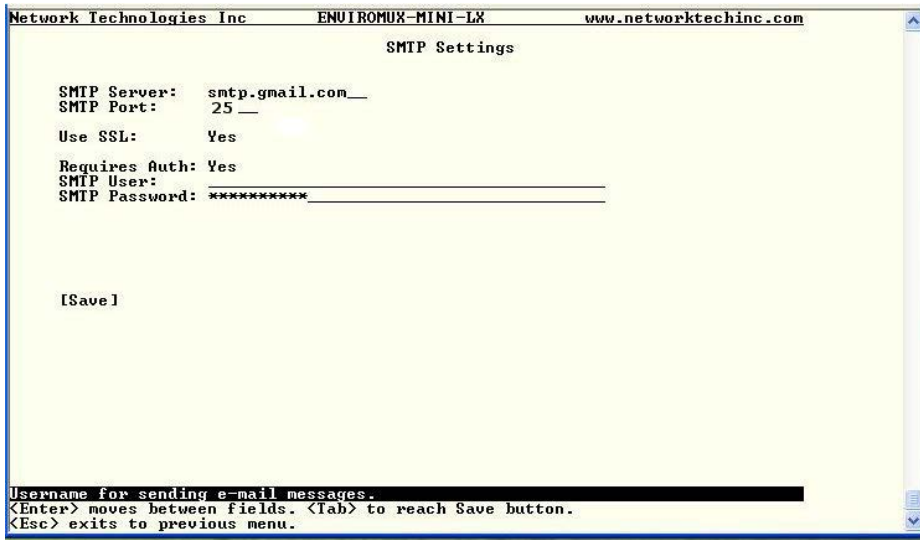 Network Technologies Inc ENVIROMUX-MINI-LX www.networktechinc.com
SMTP Settings
SMTP Server: smtp.gmail.com__
SMTP Port: 25 __
Use SSL: Yes
Requires Auth: Yes
SMTP User:
SMTP Password: **********
[Save]
Username for sending e-mail messages.
<Enter> moves between fields. <Tab> to reach Save button.
<Esc> exits to previous menu.